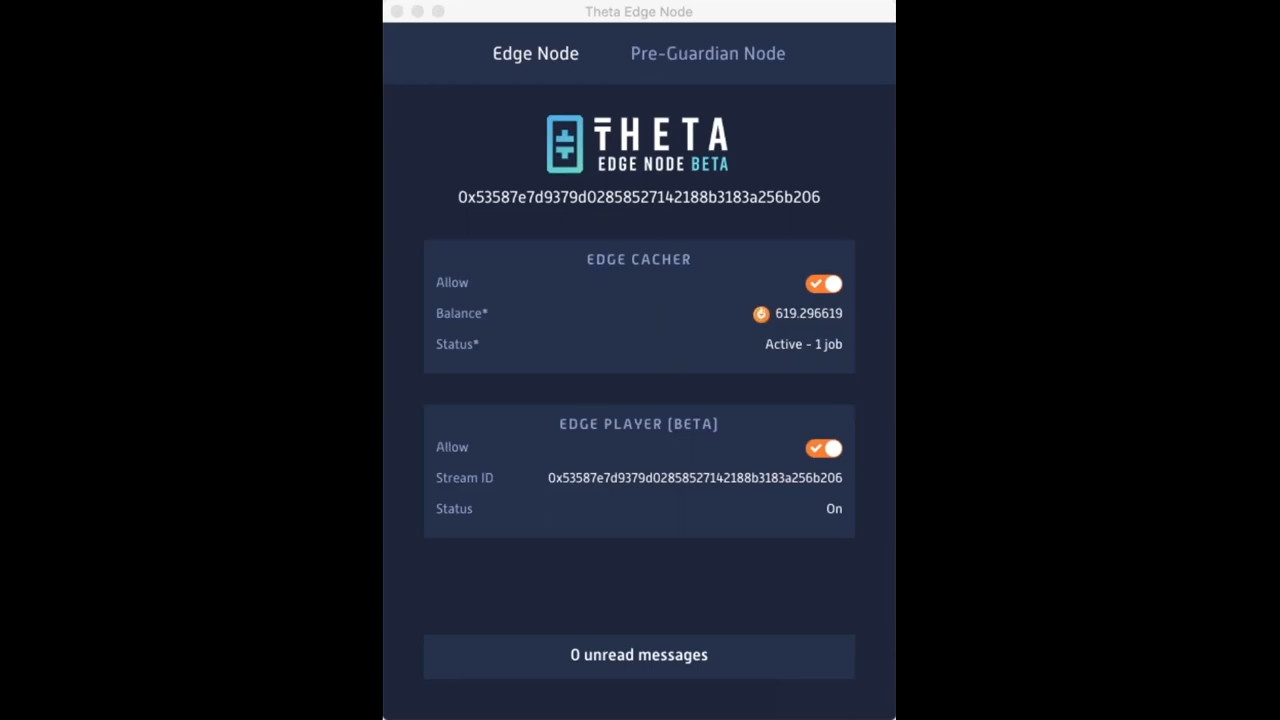 Theta Edge Node
Edge Node Pre-Guardian Node
THETA
EDGE NODE BETA
0x53587e7d9379d02858527142188b3183a256b206
EDGE CACHER
Allow
Balance* 619.296619
Status* Active - 1 job
EDGE PLAYER [BETA]
Allow
Stream ID 0x53587e7d9379d02858527142188b3183a256b206
Status On
0 unread messages